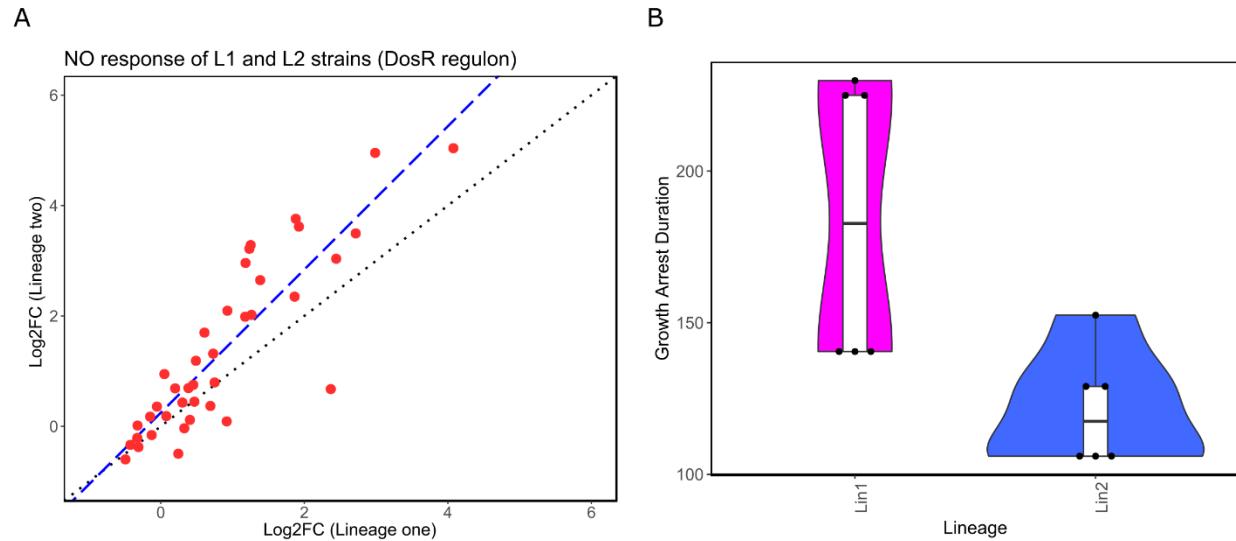 A
NO response of L1 and L2 strains (DosR regulon)
6
4
2
0
Log2FC (Lineage two)
0
2
4
6
Log2FC (Lineage one)
B
200
150
100
Growth Arrest Duration
Lin1
Lin2
Lineage